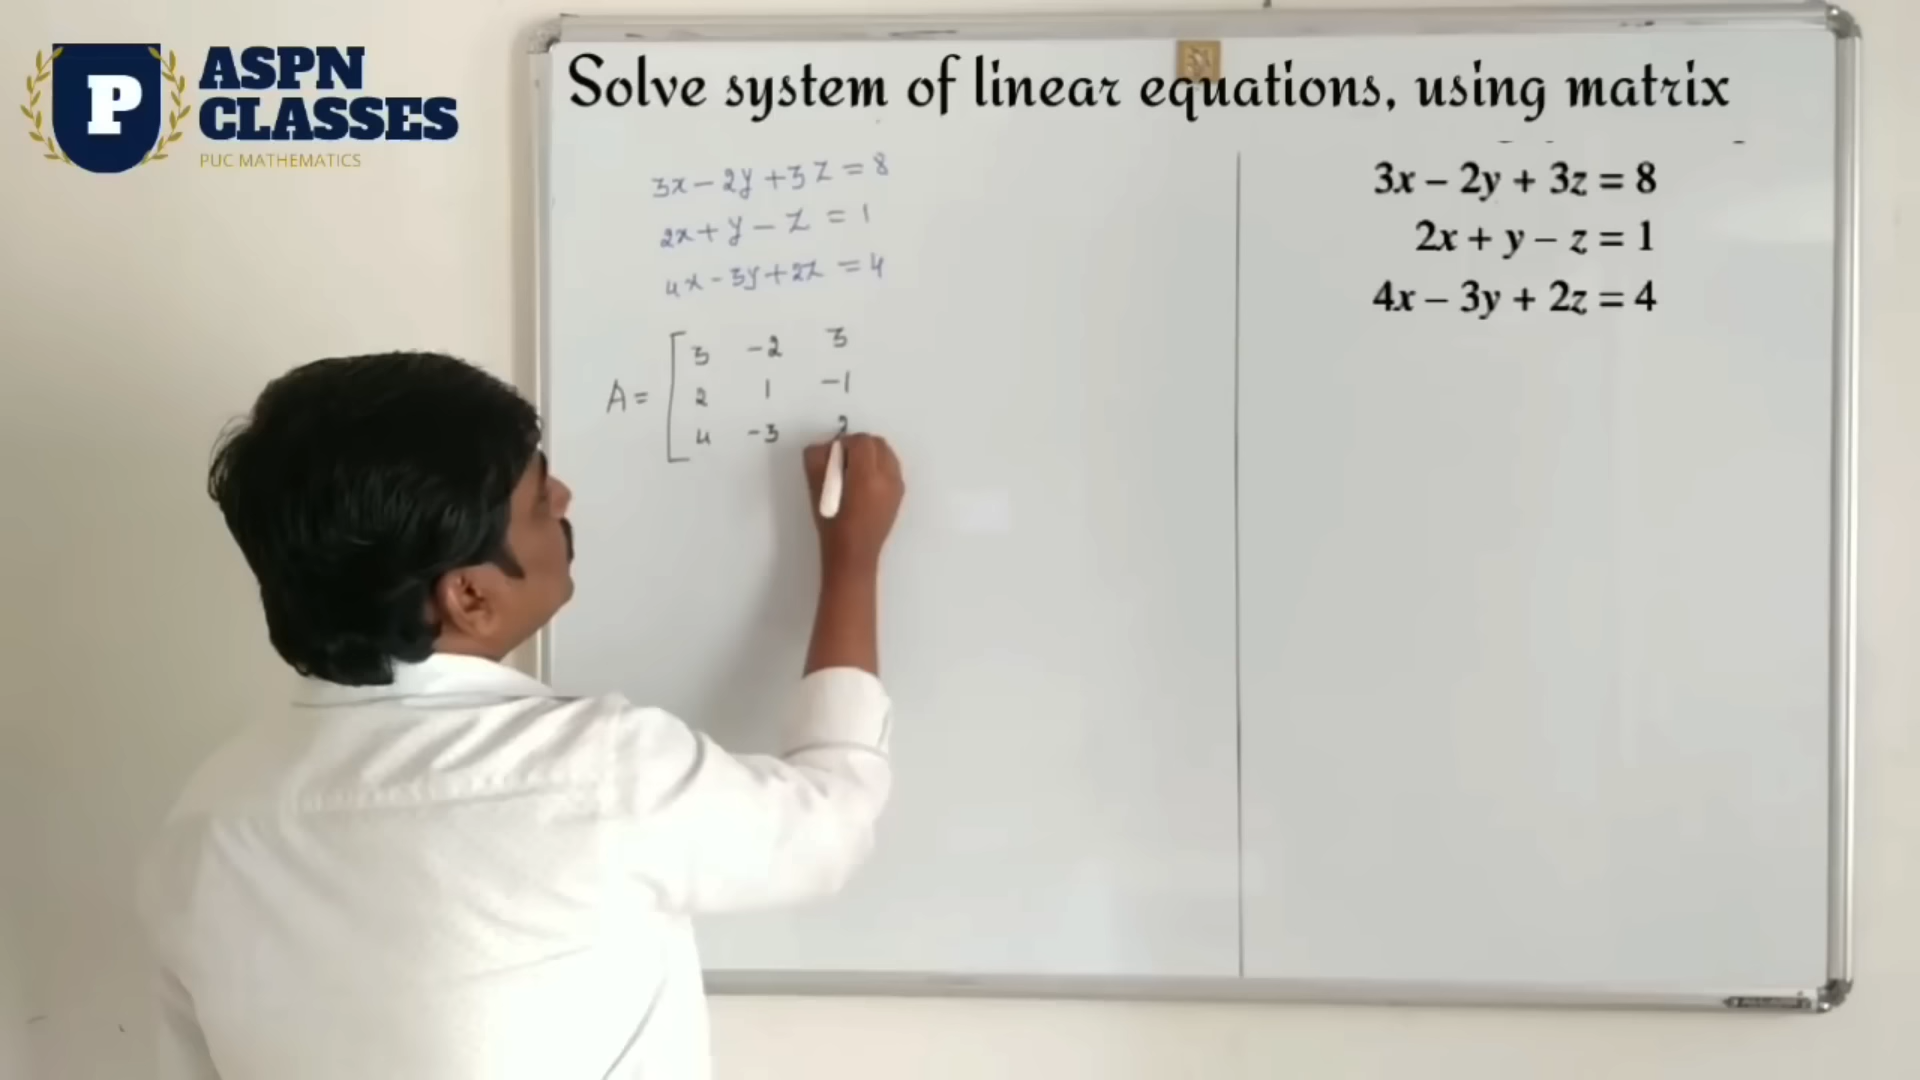 ASPN
CLASSES
PUC MATHEMATICS
P
Solve system of linear equations, using matrix
3x - 2y + 3z = 8
2x + y - z = 1
4x - 3y + 2z = 4
A = [ 3 -2 3
2 1 -1
4 -3 2
3x – 2y + 3z = 8
2x + y – z = 1
4x – 3y + 2z = 4